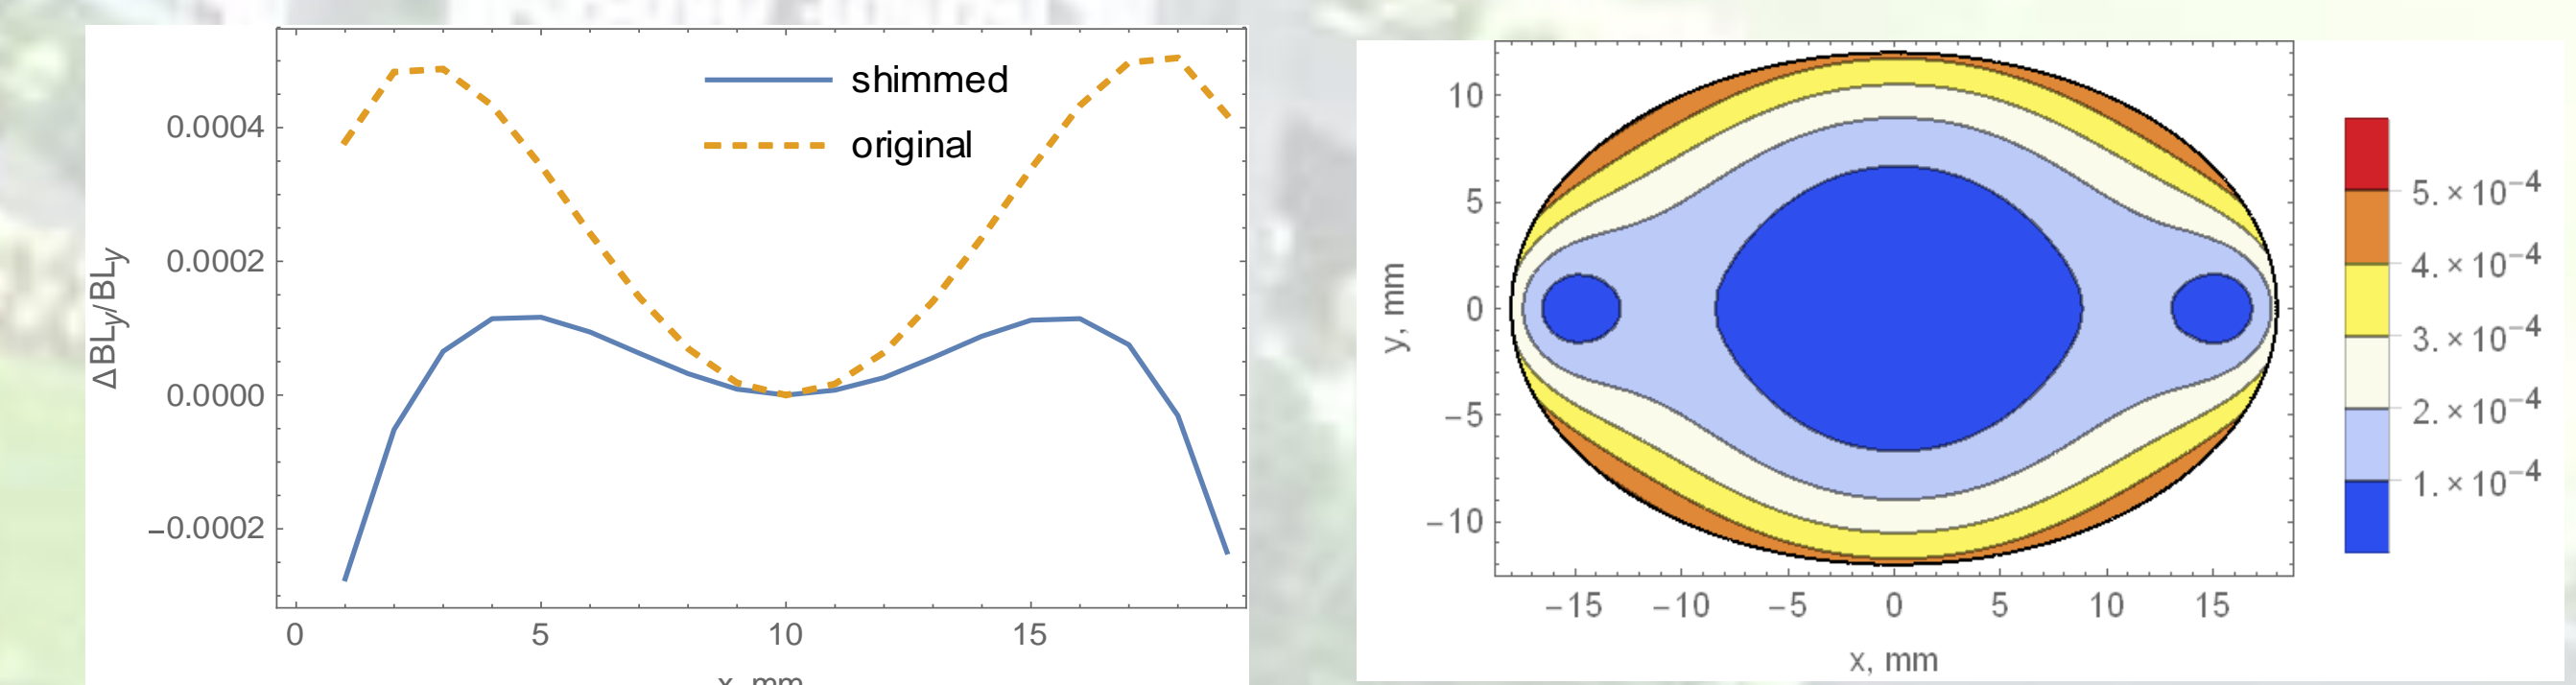 shimmed
original
0.0004
0.0002
0.0000
−0.0002
ΔBLy/BLy
0 5 10 15
x, mm
10
5
0
−5
−10
y, mm
−15 −10 −5 0 5 10 15
x, mm
5.×10⁻⁴
4.×10⁻⁴
3.×10⁻⁴
2.×10⁻⁴
1.×10⁻⁴